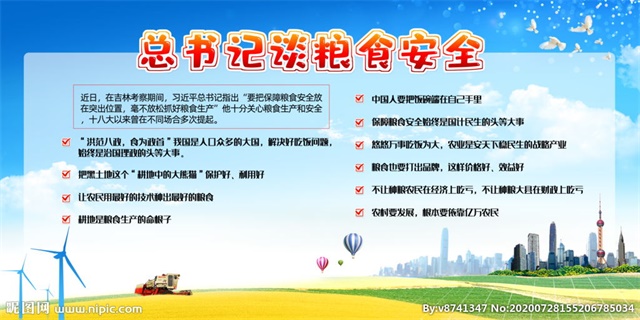 总书记谈粮食安全
近日，在吉林考察期间，习近平总书记指出“要把保障粮食安全放
在突出位置，毫不放松抓好粮食生产”他十分关心粮食生产和安全
，十八大以来曾在不同场合多次提起。
＂洪范八政，食为政首＂我国是人口众多的大国，解决好吃饭问题，
始终是治国理政的头等大事。
把黑土地这个＂耕地中的大熊猫＂保护好、利用好
让农民用最好的技术种出最好的粮食
耕地是粮食生产的命根子
中国人要把饭碗端在自己手里
保障粮食安全始终是国计民生的头等大事
悠悠万事吃饭为大，农业是安天下稳民生的战略产业
粮食也要打出品牌，这样价格好、效益好
不让种粮农民在经济上吃亏，不让种粮大县在财政上吃亏
农村要发展，根本要依靠亿万农民
昵图网
www.nipic.com
By:v8741347 No:20200728155206785034